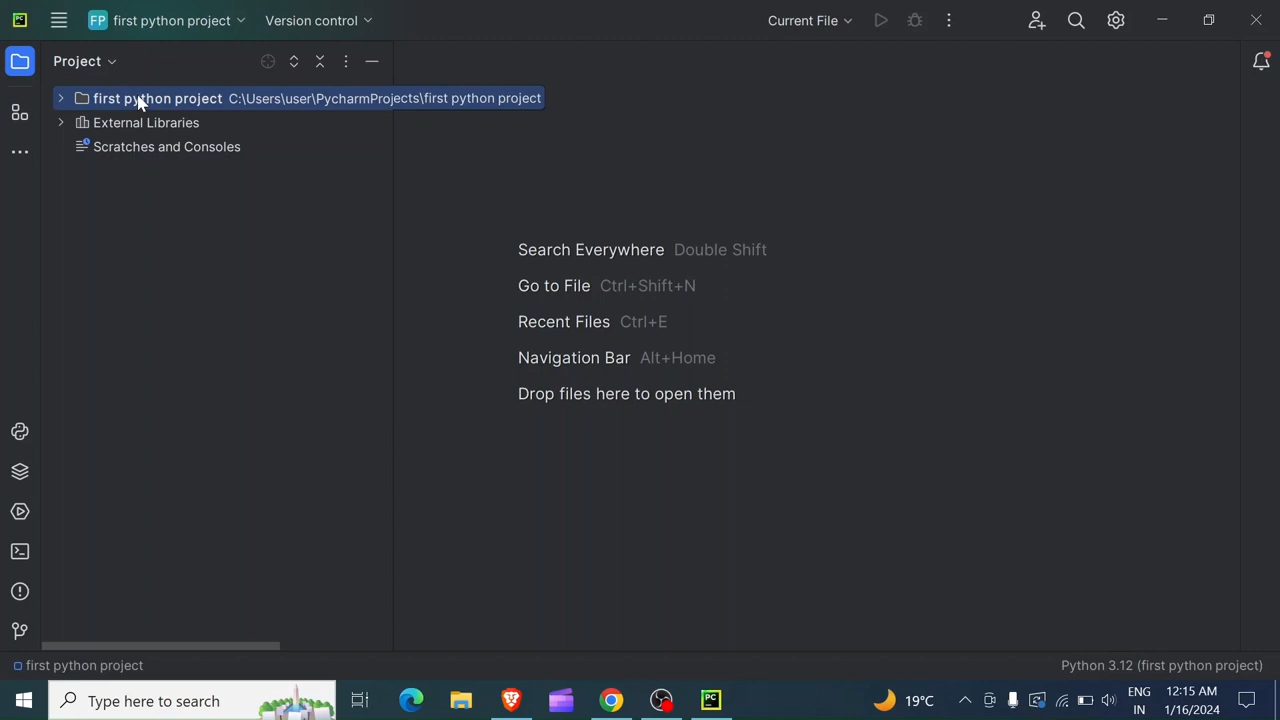 PC FP first python project Version control Current File
Project
first python project C:\Users\user\PycharmProjects\first python project
External Libraries
Scratches and Consoles
Search Everywhere Double Shift
Go to File Ctrl+Shift+N
Recent Files Ctrl+E
Navigation Bar Alt+Home
Drop files here to open them
first python project Python 3.12 (first python project)
Type here to search PC 19°C ENG 12:15 AM
IN 1/16/2024